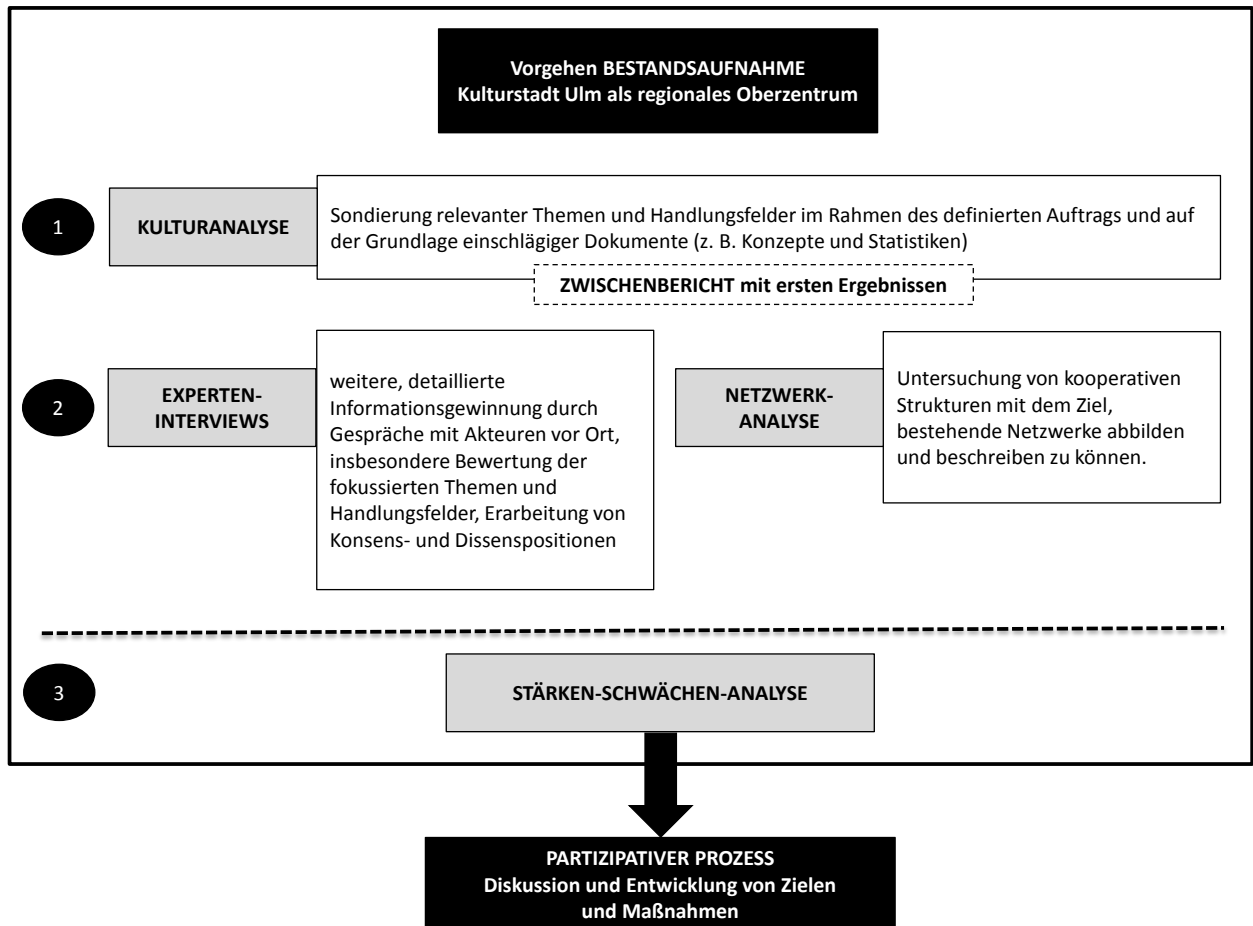 Vorgehen BESTANDSAUFNAHME
Kulturstadt Ulm als regionales Oberzentrum
1
KULTURANALYSE
Sondierung relevanter Themen und Handlungsfelder im Rahmen des definierten Auftrags und auf
der Grundlage einschlägiger Dokumente (z. B. Konzepte und Statistiken)
ZWISCHENBERICHT mit ersten Ergebnissen
2
EXPERTEN-
INTERVIEWS
weitere, detaillierte
Informationsgewinnung durch
Gespräche mit Akteuren vor Ort,
insbesondere Bewertung der
fokussierten Themen und
Handlungsfelder, Erarbeitung von
Konsens- und Dissenspositionen
NETZWERK-
ANALYSE
Untersuchung von kooperativen
Strukturen mit dem Ziel,
bestehende Netzwerke abbilden
und beschreiben zu können.
3
STÄRKEN-SCHWÄCHEN-ANALYSE
PARTIZIPATIVER PROZESS
Diskussion und Entwicklung von Zielen
und Maßnahmen